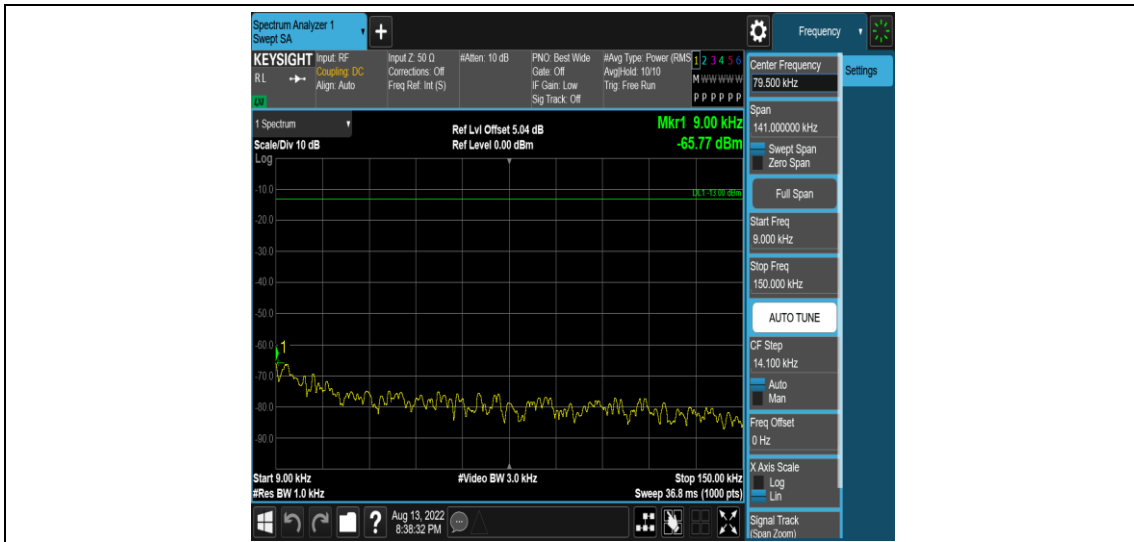 Spectrum Analyzer 1
Swept SA
+
Frequency
KEYSIGHT
RL
LXI
Input: RF
Coupling: DC
Align: Auto
Input Z: 50 Ω
Corrections: Off
Freq Ref: Int (S)
#Atten: 10 dB
PNO: Best Wide
Gate: Off
IF Gain: Low
Sig Track: Off
#Avg Type: Power (RMS
Avg|Hold: 10/10
Trig: Free Run
1 2 3 4 5 6
M W W W W W
P P P P P P
Center Frequency
79.500 kHz
Settings
Span
141.000000 kHz
Swept Span
Zero Span
Full Span
Start Freq
9.000 kHz
Stop Freq
150.000 kHz
AUTO TUNE
CF Step
14.100 kHz
Auto
Man
Freq Offset
0 Hz
X Axis Scale
Log
Lin
Signal Track
(Span Zoom)
1 Spectrum
Scale/Div 10 dB
Ref Lvl Offset 5.04 dB
Ref Level 0.00 dBm
Mkr1 9.00 kHz
-65.77 dBm
Log
DL1 -13.00 dBm
-10.0
-20.0
-30.0
-40.0
-50.0
-60.0
1
-70.0
-80.0
-90.0
Start 9.00 kHz
#Video BW 3.0 kHz
Stop 150.00 kHz
#Res BW 1.0 kHz
Sweep 36.8 ms (1000 pts)
?
Aug 13, 2022
8:38:32 PM